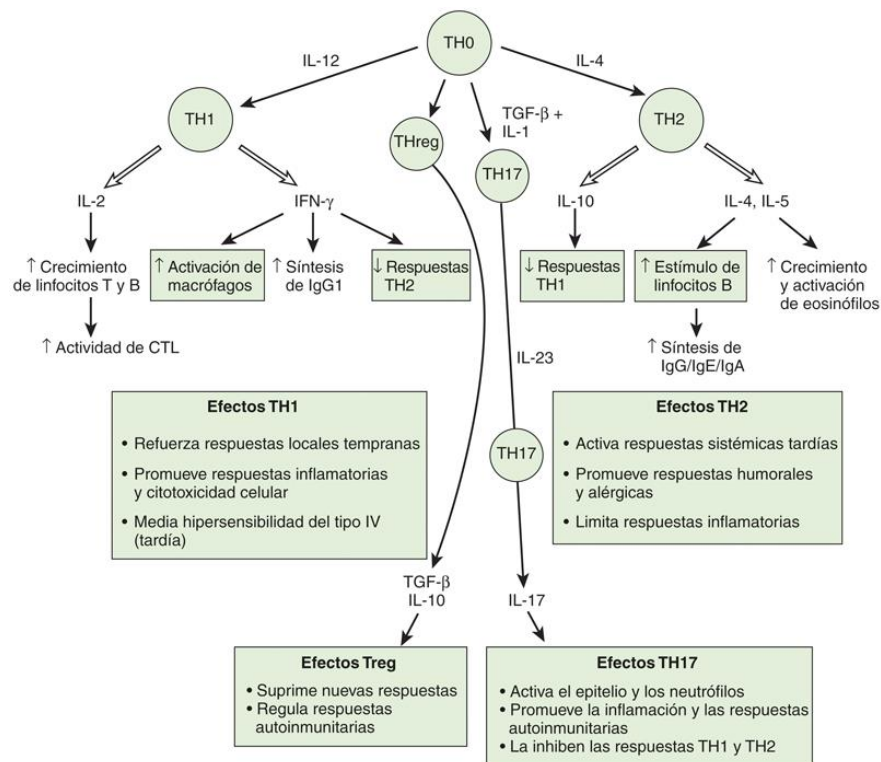 TH0
IL-12
IL-4
TH1
THreg
TGF-β +
IL-1
TH17
TH2
IL-2
IFN-γ
IL-10
IL-4, IL-5
↑ Crecimiento
de linfocitos T y B
↑ Activación de
macrófagos
↑ Síntesis
de IgG1
↓ Respuestas
TH2
↓ Respuestas
TH1
↑ Estímulo de
linfocitos B
↑ Crecimiento
y activación
de eosinófilos
↑ Actividad de CTL
↑ Síntesis de
IgG/IgE/IgA
IL-23
Efectos TH1
• Refuerza respuestas locales tempranas
• Promueve respuestas inflamatorias
y citotoxicidad celular
• Media hipersensibilidad del tipo IV
(tardía)
TH17
Efectos TH2
• Activa respuestas sistémicas tardías
• Promueve respuestas humorales
y alérgicas
• Limita respuestas inflamatorias
TGF-β
IL-10
IL-17
Efectos Treg
• Suprime nuevas respuestas
• Regula respuestas
autoinmunitarias
Efectos TH17
• Activa el epitelio y los neutrófilos
• Promueve la inflamación y las respuestas
autoinmunitarias
• La inhiben las respuestas TH1 y TH2